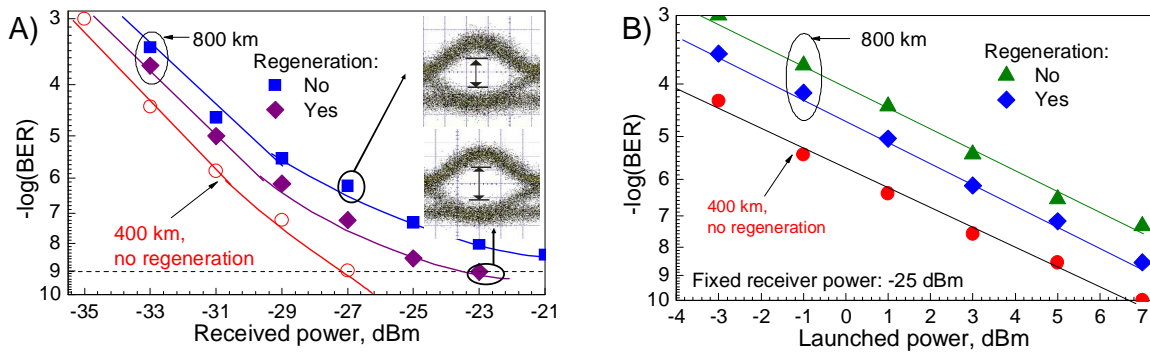 A)
3
4
5
6
7
8
9
10
-log(BER)
800 km
Regeneration:
No
Yes
400 km,
no regeneration
-35 -33 -31 -29 -27 -25 -23 -21
Received power, dBm
B)
3
4
5
6
7
8
9
10
-log(BER)
800 km
Regeneration:
No
Yes
400 km,
no regeneration
Fixed receiver power: -25 dBm
-4 -3 -2 -1 0 1 2 3 4 5 6 7
Launched power, dBm